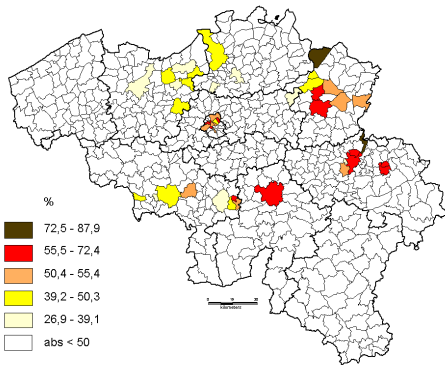 %
72,5 - 87,9
55,5 - 72,4
50,4 - 55,4
39,2 - 50,3
26,9 - 39,1
abs < 50
kilometers